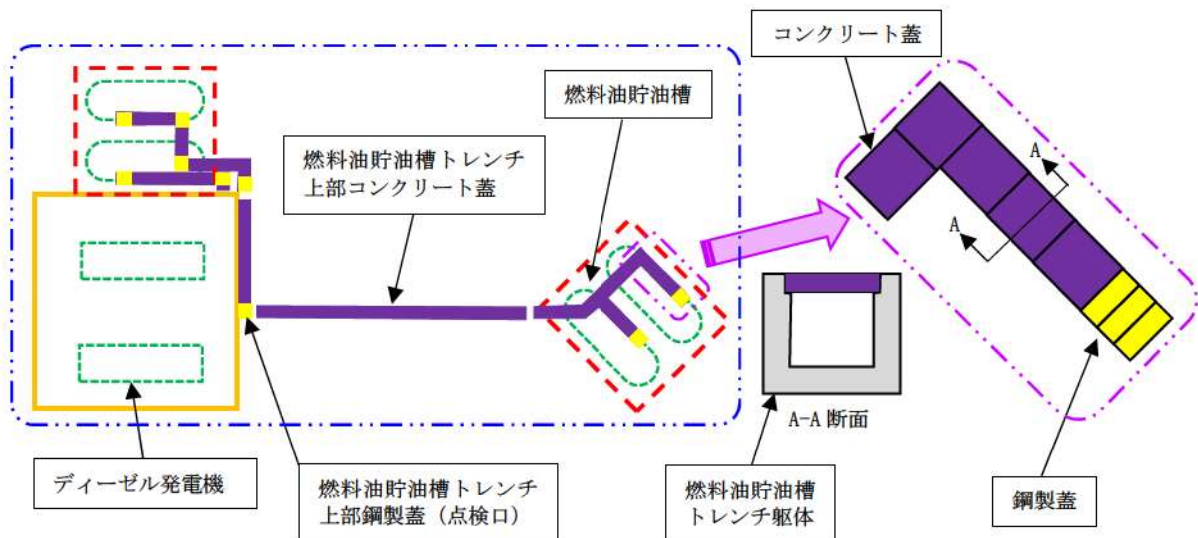 コンクリート蓋
燃料油貯油槽
燃料油貯油槽トレンチ
上部コンクリート蓋
A
A
A-A 断面
ディーゼル発電機
燃料油貯油槽トレンチ
上部鋼製蓋（点検口）
燃料油貯油槽
トレンチ躯体
鋼製蓋